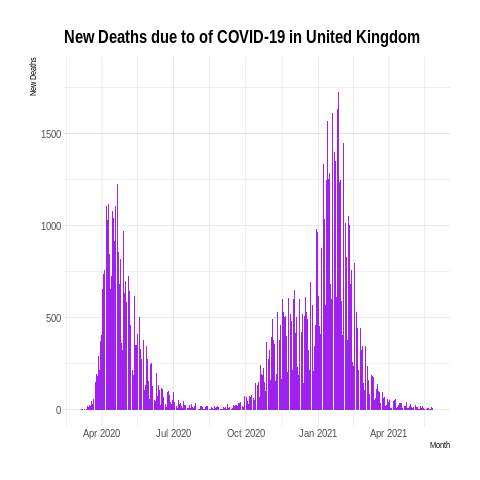 New Deaths due to of COVID-19 in United Kingdom
New Deaths
1500
1000
500
0
Apr 2020 Jul 2020 Oct 2020 Jan 2021 Apr 2021
Month